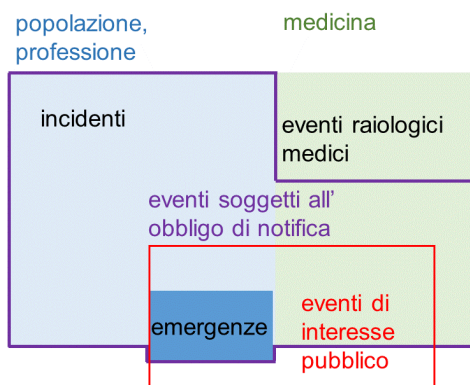 popolazione,
professione
medicina
incidenti
eventi raiologici
medici
eventi soggetti all'
obbligo di notifica
emergenze
eventi di
interesse
pubblico